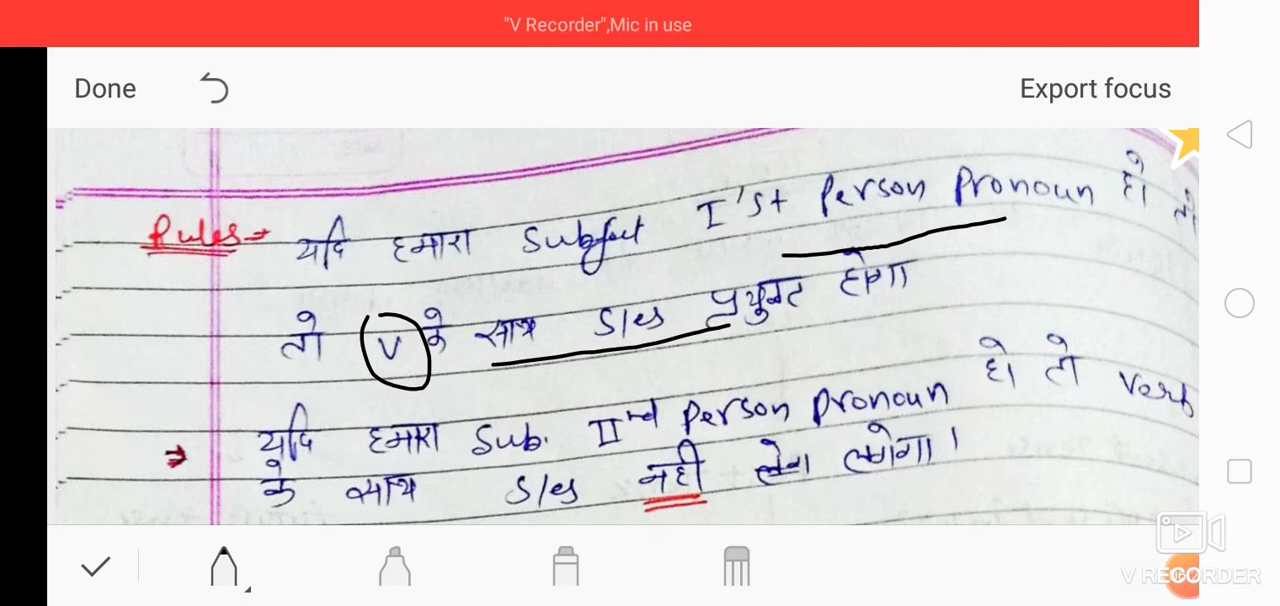 "V Recorder",Mic in use
Done
Export focus
Rules→ यदि हमारा Subject I'st Person Pronoun हो तो
तो V के साथ S/es प्रयुक्त होगा
⇒ यदि हमारा Sub. IInd Person Pronoun हो तो Verb
के साथ S/es नही लगेगा।
V RECORDER